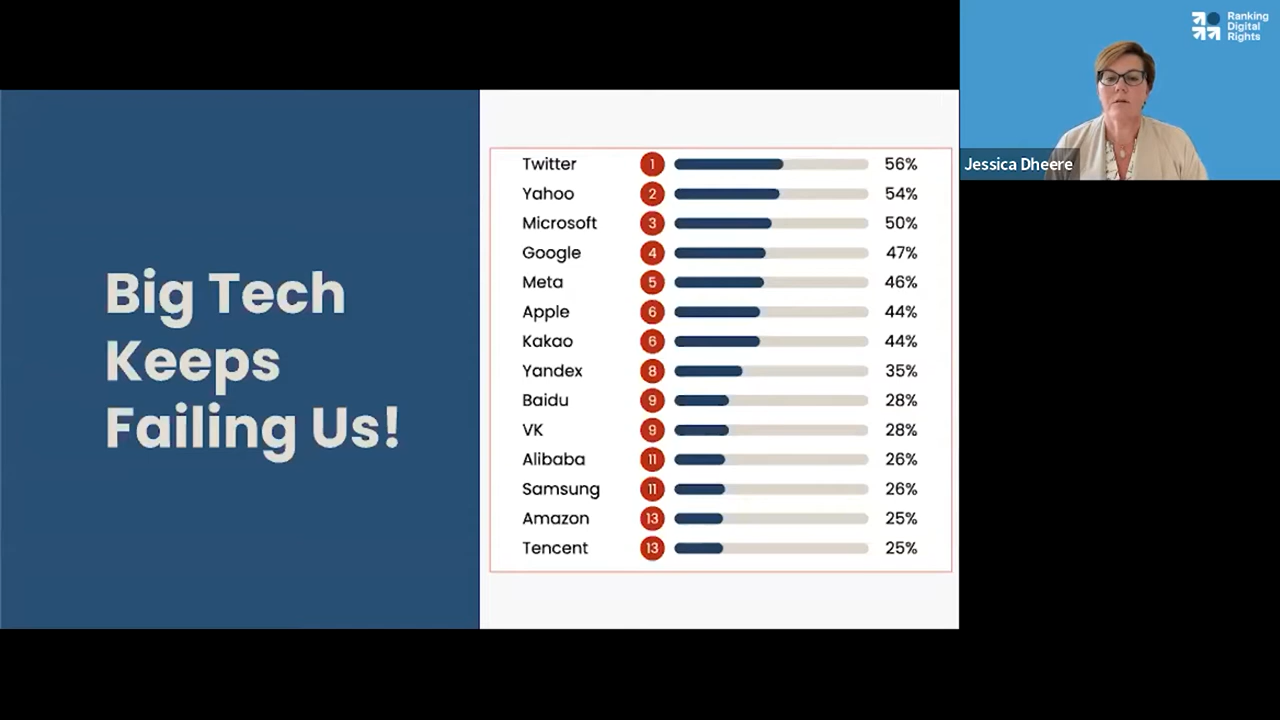 Big Tech
Keeps
Failing Us!
Twitter 1 56%
Yahoo 2 54%
Microsoft 3 50%
Google 4 47%
Meta 5 46%
Apple 6 44%
Kakao 6 44%
Yandex 8 35%
Baidu 9 28%
VK 9 28%
Alibaba 11 26%
Samsung 11 26%
Amazon 13 25%
Tencent 13 25%
Ranking
Digital
Rights
Jessica Dheere